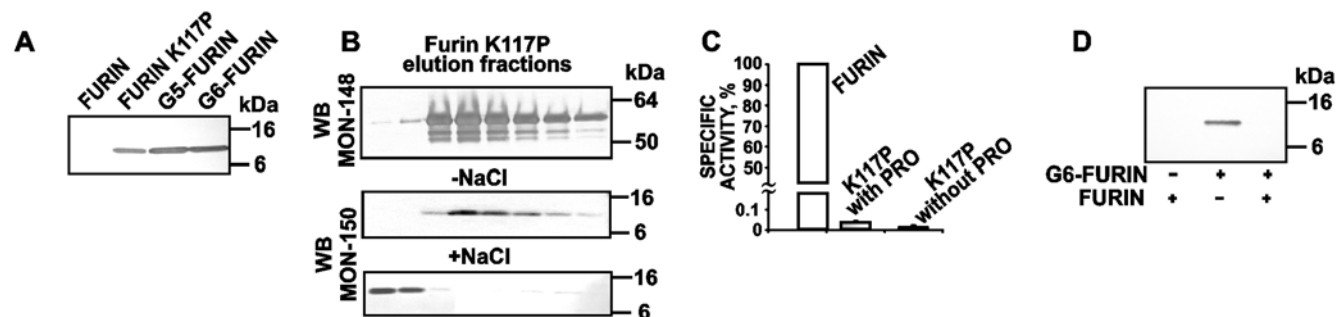 A
FURIN
FURIN K117P
G5-FURIN
G6-FURIN
kDa
16
6
B
Furin K117P
elution fractions
kDa
WB
MON-148
64
50
-NaCl
16
6
WB
MON-150
+NaCl
16
6
C
SPECIFIC
ACTIVITY, %
100
90
80
70
60
50
0.1
0
FURIN
K117P
with PRO
K117P
without PRO
D
kDa
16
6
G6-FURIN - + +
FURIN + - +